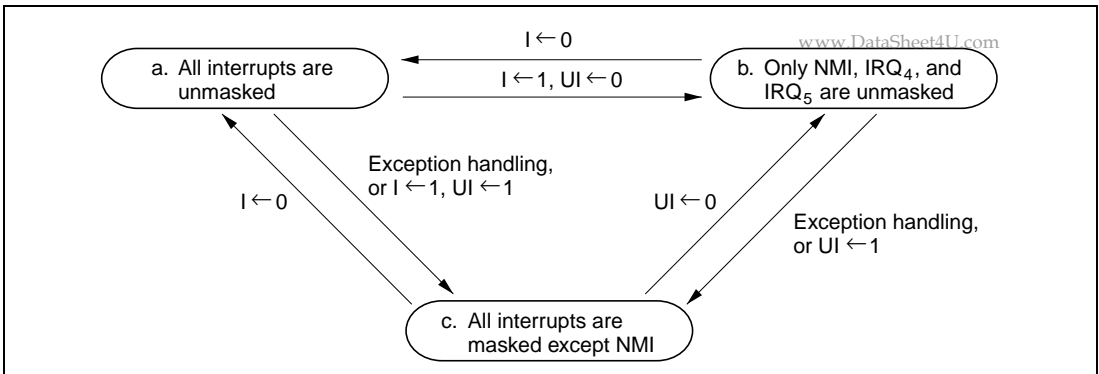 I ← 0
www.DataSheet4U.com
a. All interrupts are
unmasked
I ← 1, UI ← 0
b. Only NMI, IRQ4, and
IRQ5 are unmasked
Exception handling,
or I ← 1, UI ← 1
I ← 0
UI ← 0
Exception handling,
or UI ← 1
c. All interrupts are
masked except NMI